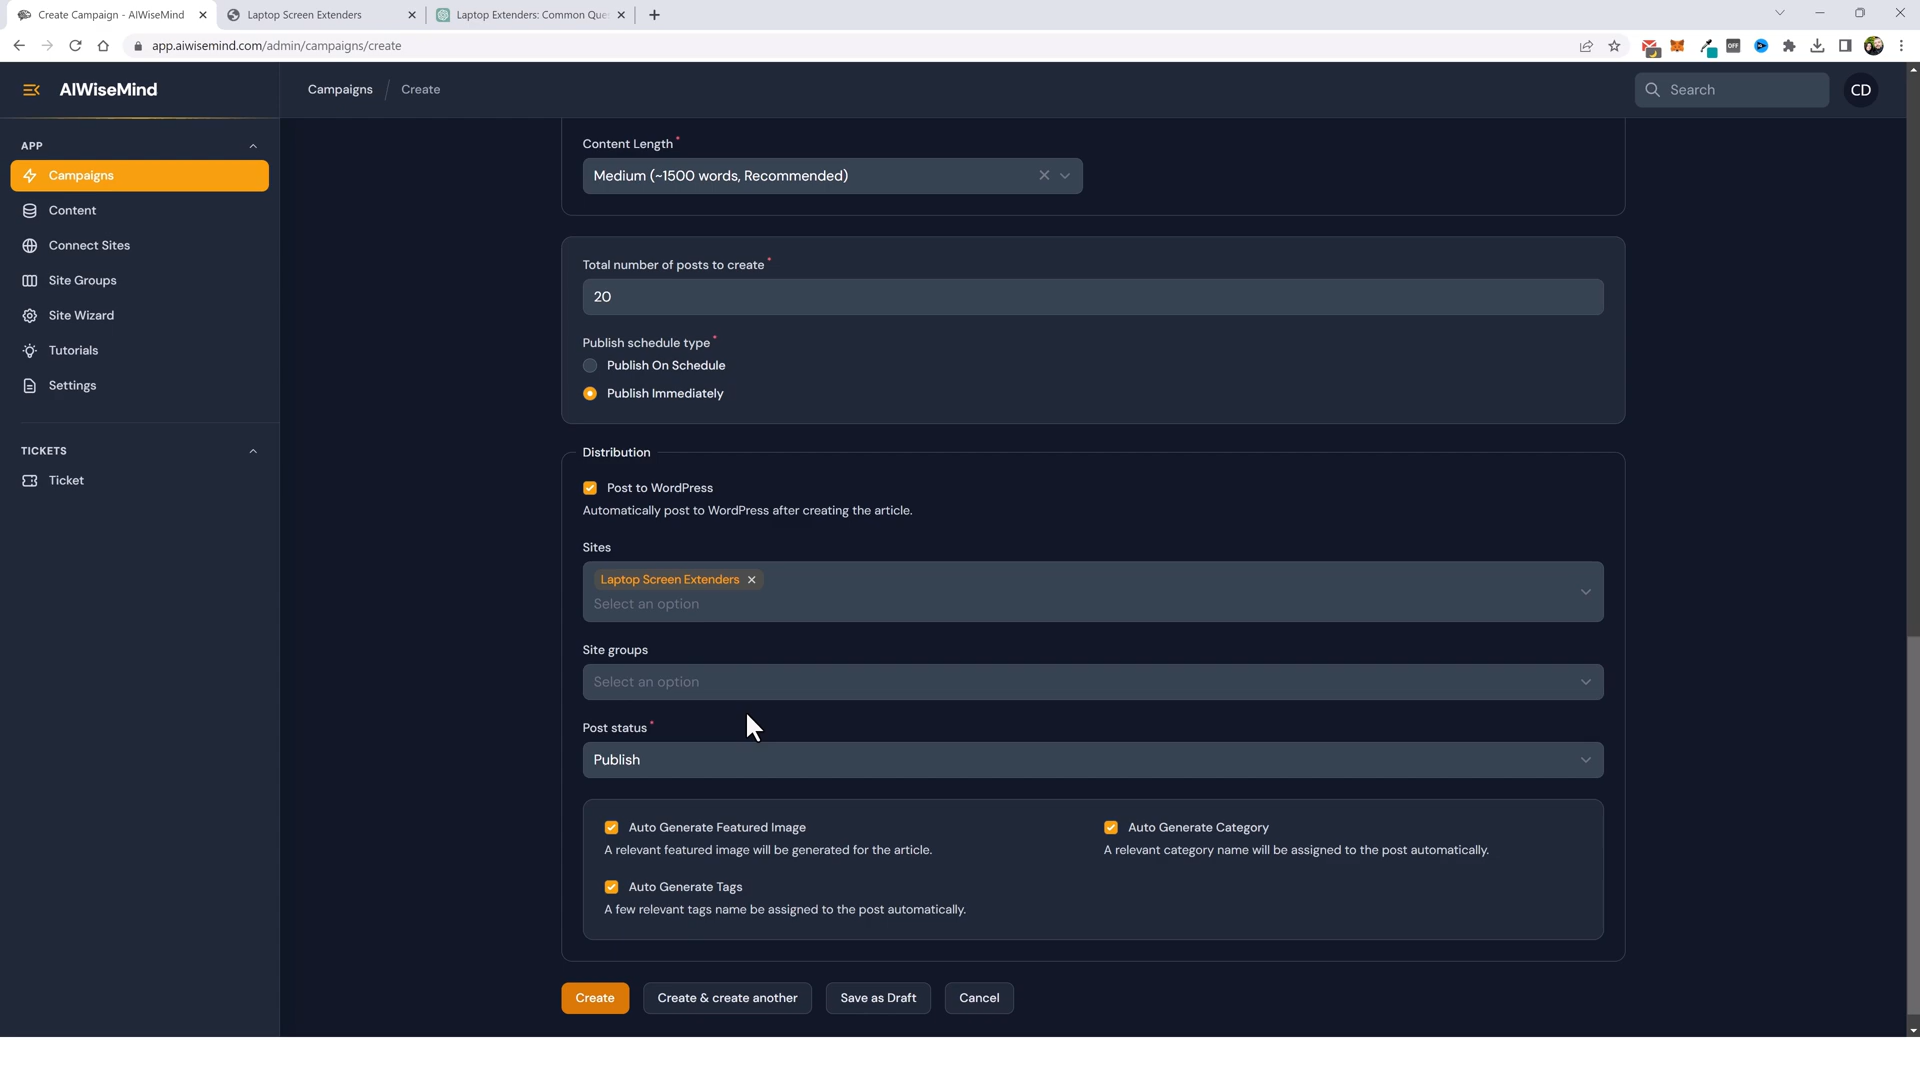 Create Campaign - AIWiseMind
Laptop Screen Extenders
Laptop Extenders: Common Que
app.aiwisemind.com/admin/campaigns/create
OFF
AIWiseMind
Campaigns / Create
Search
CD
APP
Campaigns
Content
Connect Sites
Site Groups
Site Wizard
Tutorials
Settings
TICKETS
Ticket
Content Length*
Medium (~1500 words, Recommended)
Total number of posts to create*
20
Publish schedule type*
Publish On Schedule
Publish Immediately
Distribution
Post to WordPress
Automatically post to WordPress after creating the article.
Sites
Laptop Screen Extenders
Select an option
Site groups
Select an option
Post status*
Publish
Auto Generate Featured Image
A relevant featured image will be generated for the article.
Auto Generate Category
A relevant category name will be assigned to the post automatically.
Auto Generate Tags
A few relevant tags name be assigned to the post automatically.
Create
Create & create another
Save as Draft
Cancel